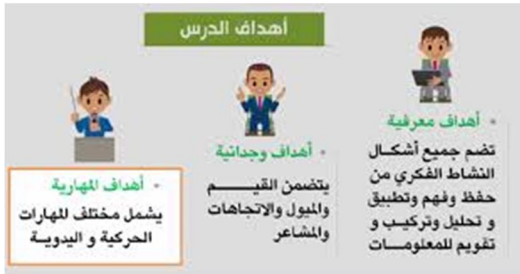 أهداف الدرس
• أهداف معرفية
تضم جميع أشكال
النشاط الفكري من
حفظ وفهم وتطبيق
و تحليل وتركيب و
تقويم للمعلومات
• أهداف وجدانية
يتضمن القيم
والميول والاتجاهات
والمشاعر
• أهداف المهارية
يشمل مختلف المهارات
الحركية و اليدوية